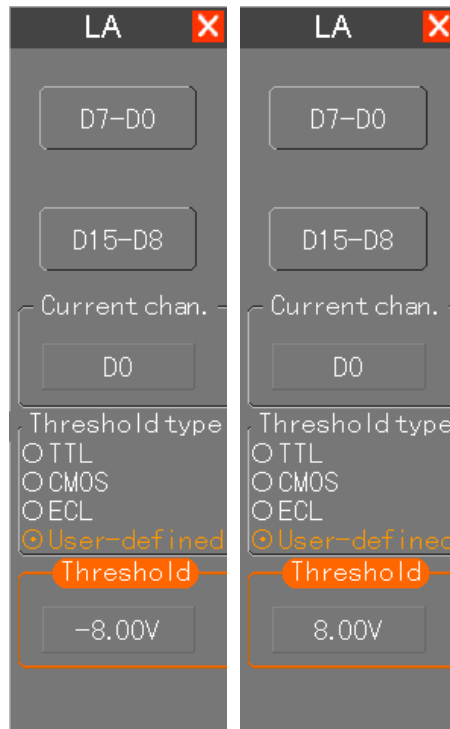 LA
D7-D0
D15-D8
Current chan.
D0
Threshold type
TTL
CMOS
ECL
User-defined
Threshold
-8.00V
LA
D7-D0
D15-D8
Current chan.
D0
Threshold type
TTL
CMOS
ECL
User-defined
Threshold
8.00V